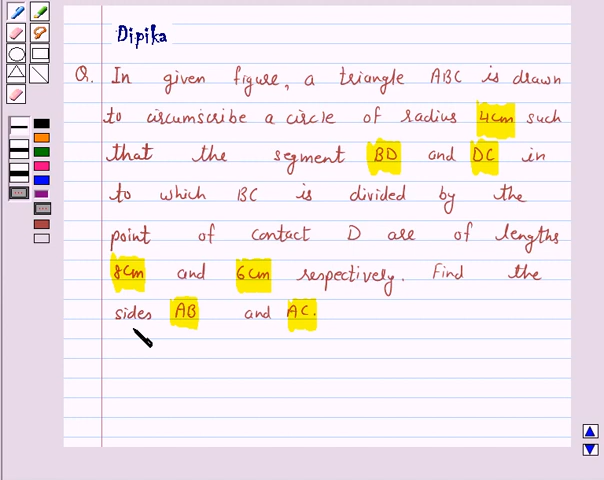 Dipika
Q. In given figure, a triangle ABC is drawn
to circumscribe a circle of radius 4cm such
that the segment BD and DC in
to which BC is divided by the
point of contact D are of lengths
8cm and 6cm respectively. Find the
sides AB and AC.